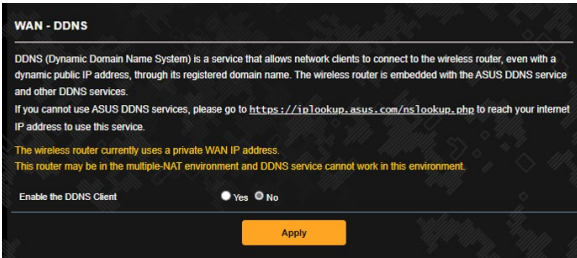 WAN - DDNS
DDNS (Dynamic Domain Name System) is a service that allows network clients to connect to the wireless router, even with a
dynamic public IP address, through its registered domain name. The wireless router is embedded with the ASUS DDNS service
and other DDNS services.
If you cannot use ASUS DDNS services, please go to https://iplookup.asus.com/nslookup.php to reach your internet
IP address to use this service.
The wireless router currently uses a private WAN IP address.
This router may be in the multiple-NAT environment and DDNS service cannot work in this environment.
Enable the DDNS Client Yes No
Apply